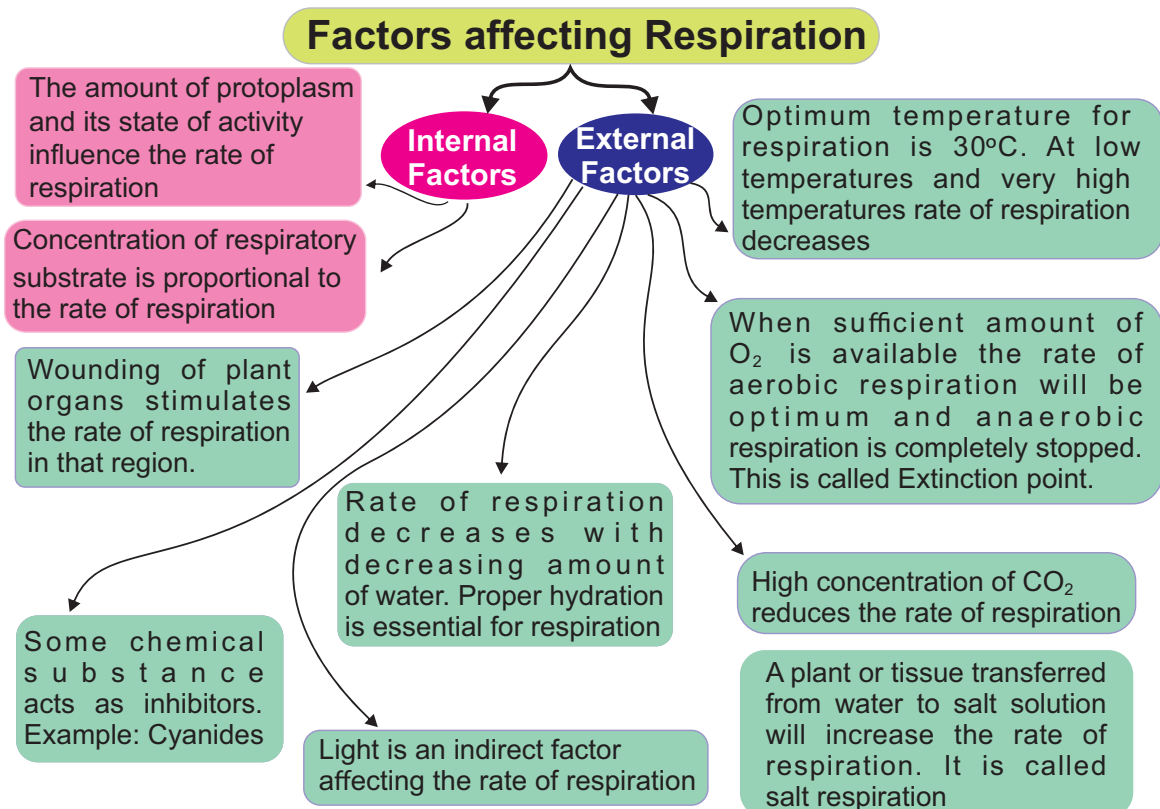 Factors affecting Respiration
The amount of protoplasm
and its state of activity
influence the rate of
respiration
Internal
Factors
External
Factors
Optimum temperature for
respiration is 30°C. At low
temperatures and very high
temperatures rate of respiration
decreases
Concentration of respiratory
substrate is proportional to
the rate of respiration
When sufficient amount of
O₂ is available the rate of
aerobic respiration will be
optimum and anaerobic
respiration is completely stopped.
This is called Extinction point.
Wounding of plant
organs stimulates
the rate of respiration
in that region.
Rate of respiration
decreases with
decreasing amount
of water. Proper hydration
is essential for respiration
High concentration of CO₂
reduces the rate of respiration
Some chemical
substance
acts as inhibitors.
Example: Cyanides
A plant or tissue transferred
from water to salt solution
will increase the rate of
respiration. It is called
salt respiration
Light is an indirect factor
affecting the rate of respiration